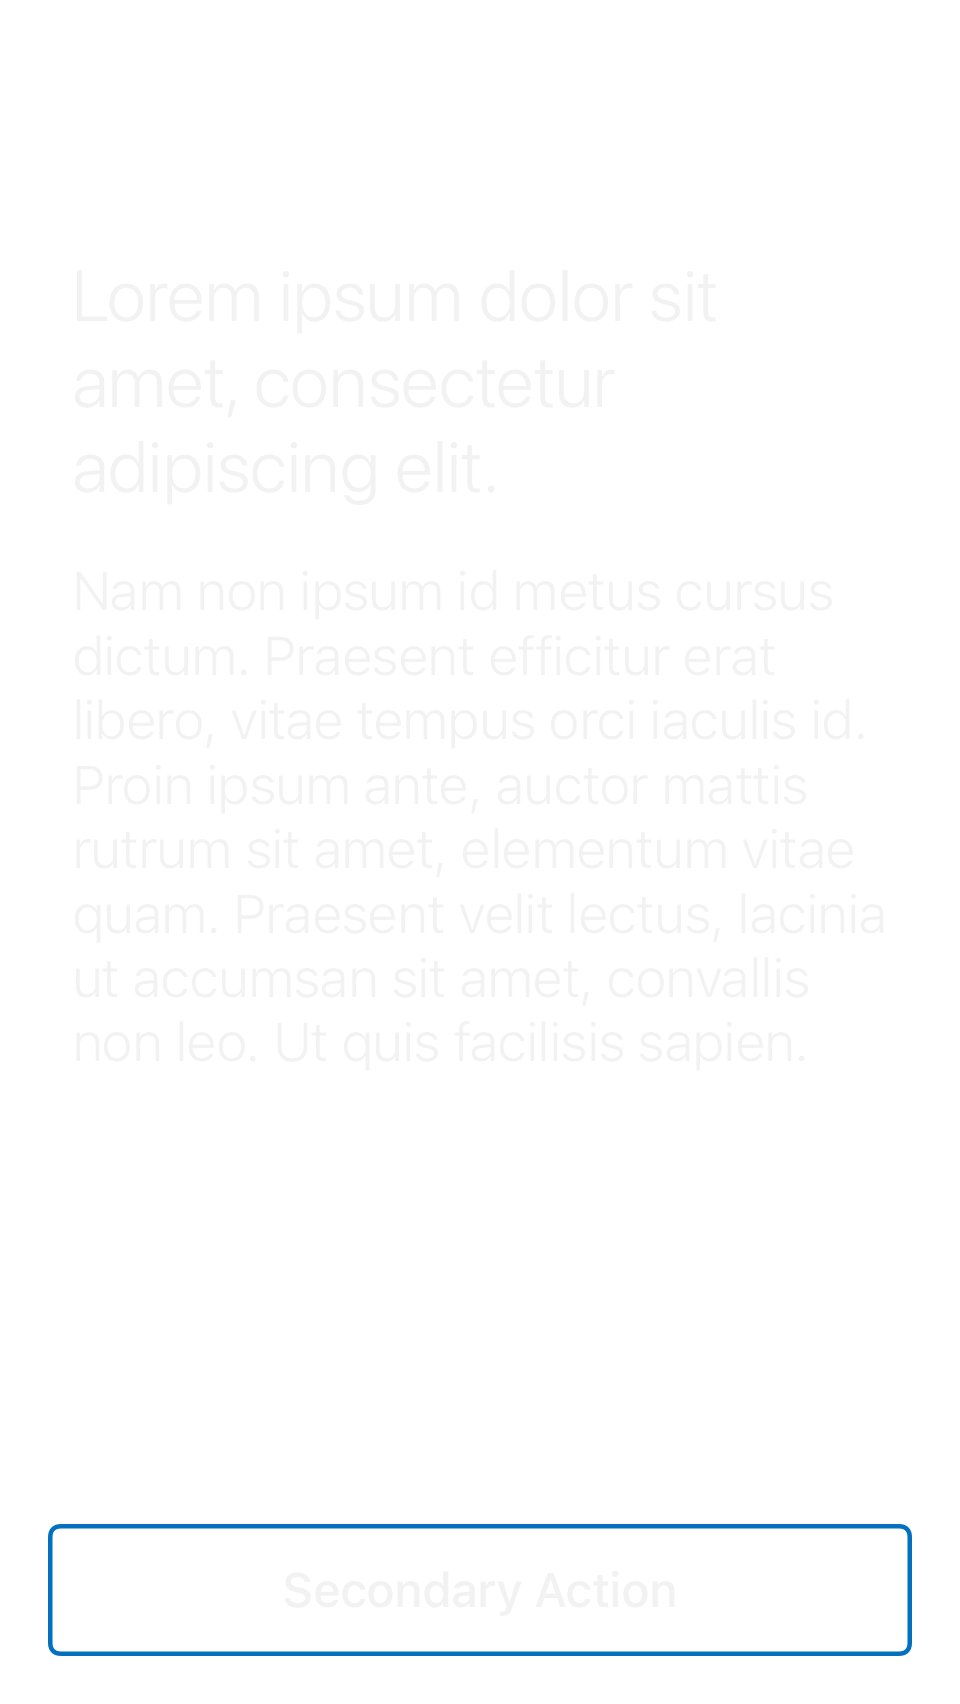 Lorem ipsum dolor sit
amet, consectetur
adipiscing elit.
Nam non ipsum id metus cursus
dictum. Praesent efficitur erat
libero, vitae tempus orci iaculis id.
Proin ipsum ante, auctor mattis
rutrum sit amet, elementum vitae
quam. Praesent velit lectus, lacinia
ut accumsan sit amet, convallis
non leo. Ut quis facilisis sapien.
Secondary Action